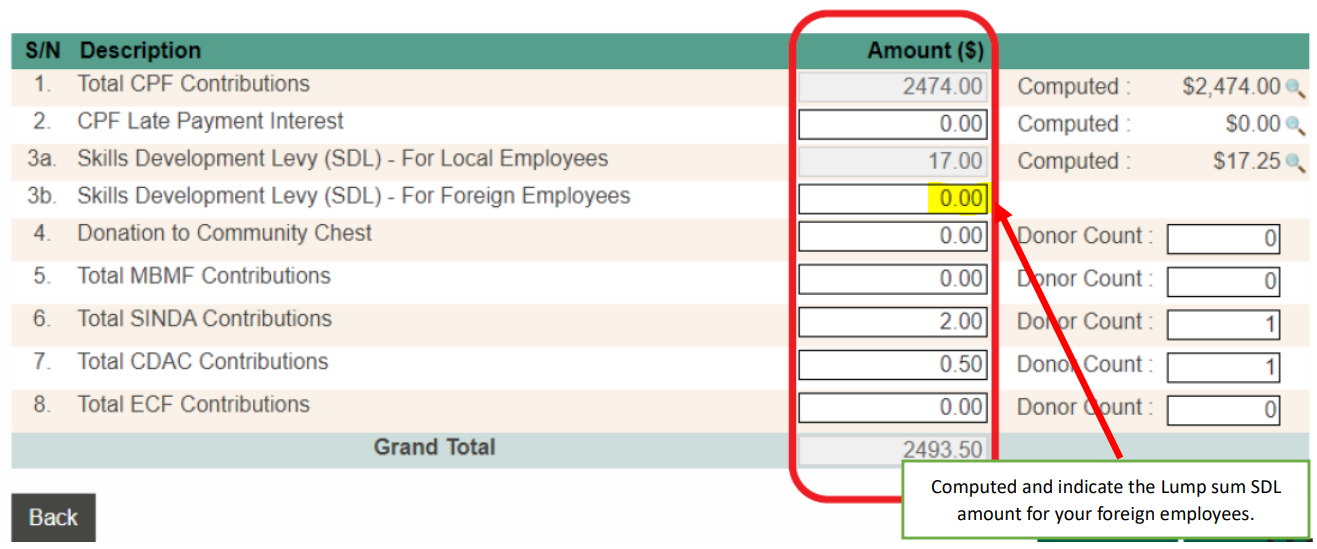 S/N Description Amount ($)
1. Total CPF Contributions 2474.00 Computed : $2,474.00
2. CPF Late Payment Interest 0.00 Computed : $0.00
3a. Skills Development Levy (SDL) - For Local Employees 17.00 Computed : $17.25
3b. Skills Development Levy (SDL) - For Foreign Employees 0.00
4. Donation to Community Chest 0.00 Donor Count : 0
5. Total MBMF Contributions 0.00 Donor Count : 0
6. Total SINDA Contributions 2.00 Donor Count : 1
7. Total CDAC Contributions 0.50 Donor Count : 1
8. Total ECF Contributions 0.00 Donor Count : 0
Grand Total 2493.50
Computed and indicate the Lump sum SDL
amount for your foreign employees.
Back